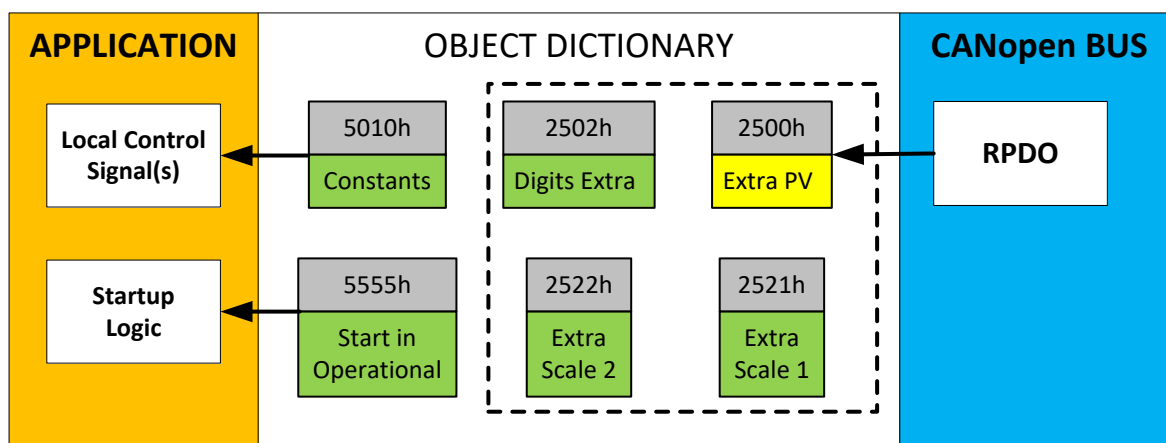 APPLICATION
OBJECT DICTIONARY
CANopen BUS
Local Control
Signal(s)
5010h
Constants
2502h
Digits Extra
2500h
Extra PV
RPDO
Startup
Logic
5555h
Start in
Operational
2522h
Extra
Scale 2
2521h
Extra
Scale 1